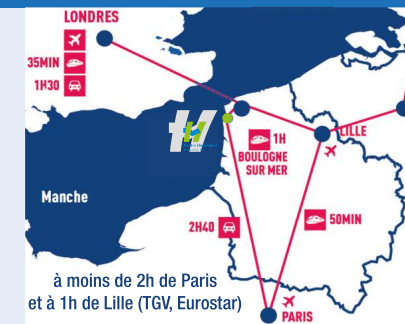 LONDRES
35MIN
1H30
1H
BOULOGNE
SUR MER
LILLE
Manche
2H40
50MIN
à moins de 2h de Paris
et à 1h de Lille (TGV, Eurostar)
PARIS